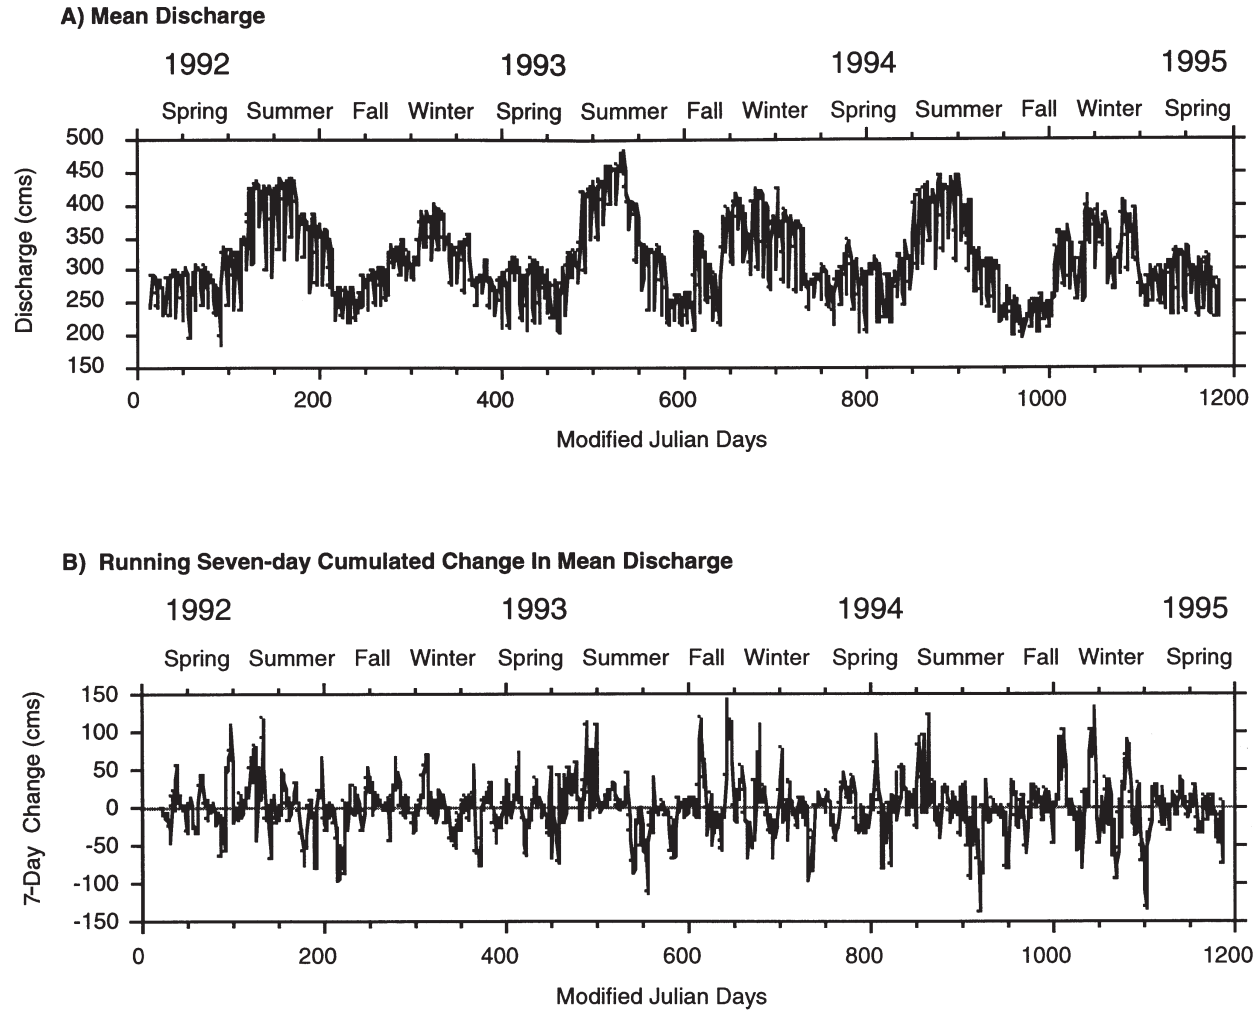 A) Mean Discharge
1992 1993 1994 1995
Spring Summer Fall Winter Spring Summer Fall Winter Spring Summer Fall Winter Spring
500
450
400
350
300
250
200
150
Discharge (cms)
0 200 400 600 800 1000 1200
Modified Julian Days
B) Running Seven-day Cumulated Change In Mean Discharge
1992 1993 1994 1995
Spring Summer Fall Winter Spring Summer Fall Winter Spring Summer Fall Winter Spring
150
100
50
0
-50
-100
-150
7-Day Change (cms)
0 200 400 600 800 1000 1200
Modified Julian Days